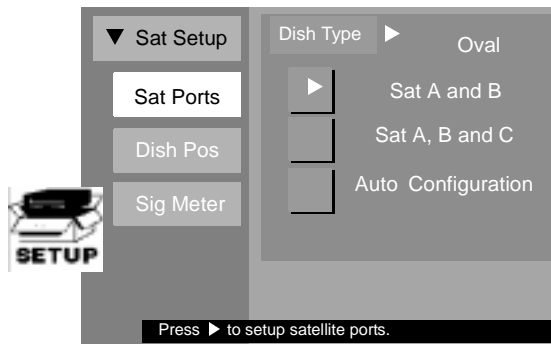 ▼ Sat Setup
Sat Ports
Dish Pos
Sig Meter
SETUP
Dish Type ▶ Oval
▶ Sat A and B
Sat A, B and C
Auto Configuration
Press ▶ to setup satellite ports.